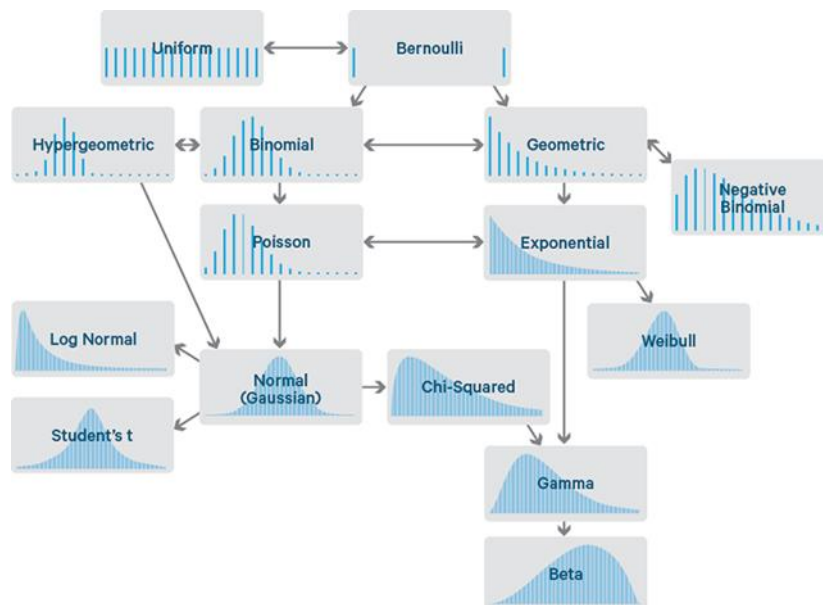 Uniform
Bernoulli
Hypergeometric
Binomial
Geometric
Negative
Binomial
Poisson
Exponential
Log Normal
Weibull
Normal
(Gaussian)
Chi-Squared
Student's t
Gamma
Beta